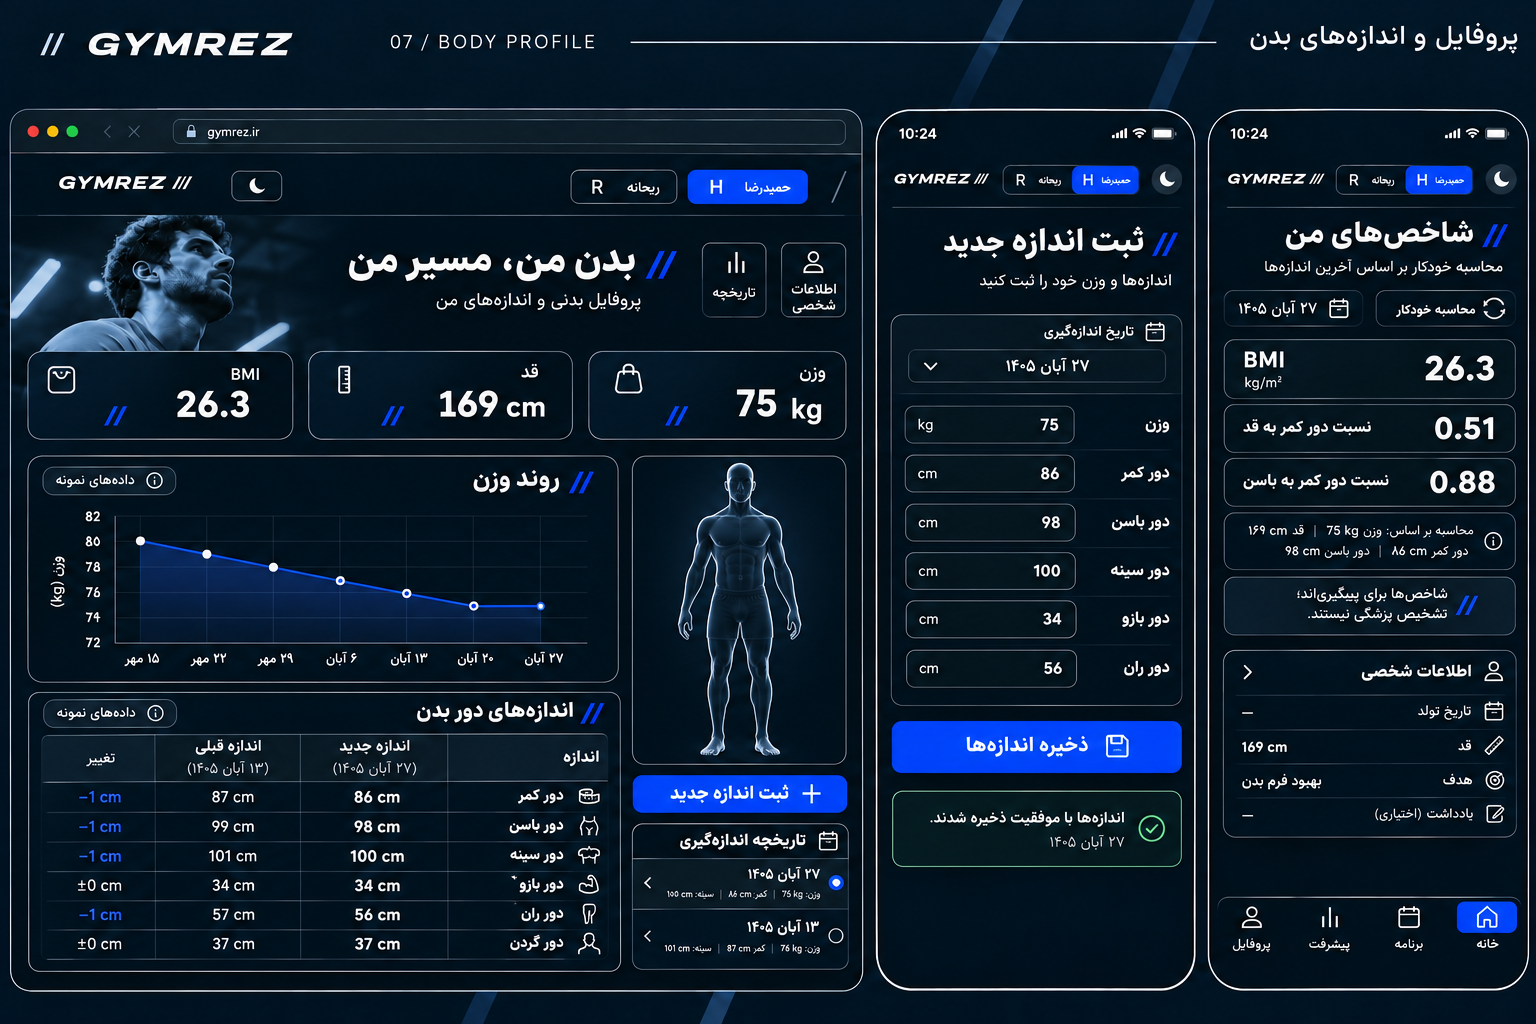 // GYMREZ
07 / BODY PROFILE
پروفایل و اندازه‌های بدن
gymrez.ir
GYMREZ ///
R ریحانه
H حمیدرضا
// بدن من، مسیر من
پروفایل بدنی و اندازه‌های من
تاریخچه
اطلاعات
شخصی
وزن
75 kg
قد
169 cm
BMI
26.3
// روند وزن
داده‌های نمونه
وزن (kg)
82
80
78
76
74
72
۱۵ مهر
۲۲ مهر
۲۹ مهر
۶ آبان
۱۳ آبان
۲۰ آبان
۲۷ آبان
// اندازه‌های دور بدن
داده‌های نمونه
اندازه | اندازه جدید (۲۷ آبان ۱۴۰۵) | اندازه قبلی (۱۳ آبان ۱۴۰۵) | تغییر
دور کمر | 86 cm | 87 cm | −1 cm
دور باسن | 98 cm | 99 cm | −1 cm
دور سینه | 100 cm | 101 cm | −1 cm
دور بازو | 34 cm | 34 cm | ±0 cm
دور ران | 56 cm | 57 cm | −1 cm
دور گردن | 37 cm | 37 cm | ±0 cm
+ ثبت اندازه جدید
تاریخچه اندازه‌گیری
۲۷ آبان ۱۴۰۵
وزن: 75 kg | کمر: ۸۶ cm | سینه: ۱۰۰ cm
۱۳ آبان ۱۴۰۵
وزن: 76 kg | کمر: 87 cm | سینه: 101 cm
10:24
GYMREZ ///
R ریحانه
H حمیدرضا
// ثبت اندازه جدید
اندازه‌ها و وزن خود را ثبت کنید
تاریخ اندازه‌گیری
۲۷ آبان ۱۴۰۵
وزن 75 kg
دور کمر 86 cm
دور باسن 98 cm
دور سینه 100 cm
دور بازو 34 cm
دور ران 56 cm
ذخیره اندازه‌ها
اندازه‌ها با موفقیت ذخیره شدند.
۲۷ آبان ۱۴۰۵
10:24
GYMREZ ///
R ریحانه
H حمیدرضا
// شاخص‌های من
محاسبه خودکار بر اساس آخرین اندازه‌ها
محاسبه خودکار
۲۷ آبان ۱۴۰۵
BMI
kg/m²
26.3
نسبت دور کمر به قد
0.51
نسبت دور کمر به باسن
0.88
محاسبه بر اساس: وزن 75 kg | قد ۱۶۹ cm
دور کمر ۸۶ cm | دور باسن 98 cm
// شاخص‌ها برای پیگیری‌اند؛
تشخیص پزشکی نیستند.
اطلاعات شخصی
تاریخ تولد –
قد 169 cm
هدف بهبود فرم بدن
یادداشت (اختیاری) –
خانه
برنامه
پیشرفت
پروفایل